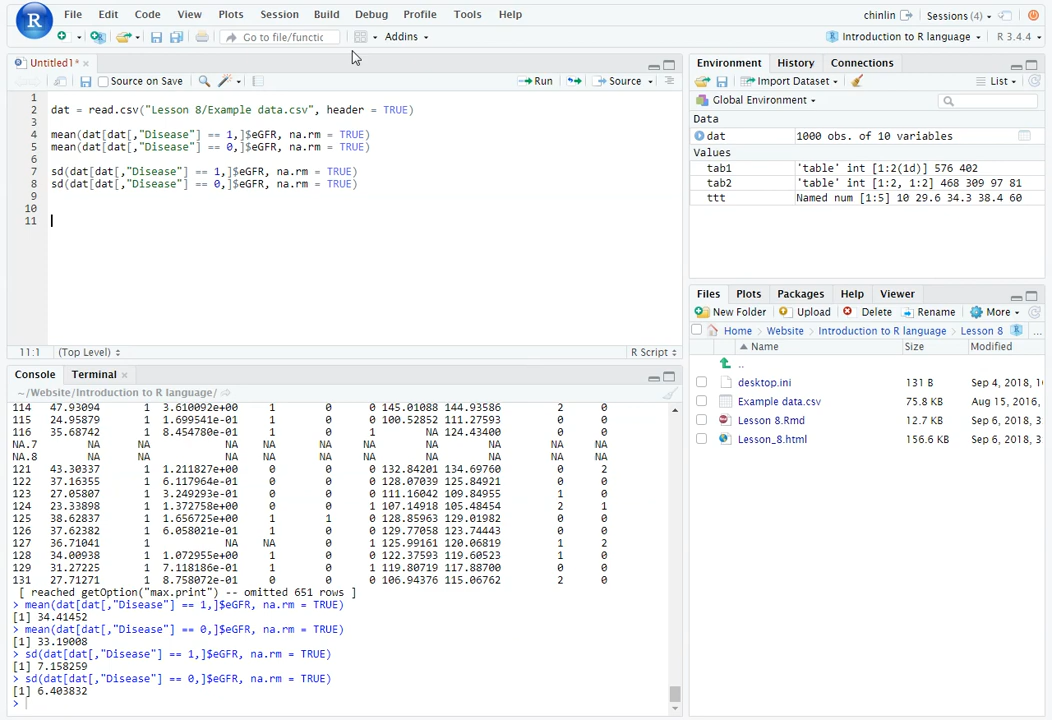 File Edit Code View Plots Session Build Debug Profile Tools Help chinlin Sessions (4)
Go to file/functic Addins Introduction to R language R 3.4.4
Untitled1* Environment History Connections
Source on Save Run Source Import Dataset List
Global Environment
1
2 dat = read.csv("Lesson 8/Example data.csv", header = TRUE)
3
4 mean(dat[dat[,"Disease"] == 1,]$eGFR, na.rm = TRUE)
5 mean(dat[dat[,"Disease"] == 0,]$eGFR, na.rm = TRUE)
6
7 sd(dat[dat[,"Disease"] == 1,]$eGFR, na.rm = TRUE)
8 sd(dat[dat[,"Disease"] == 0,]$eGFR, na.rm = TRUE)
9
10
11
11:1 (Top Level) R Script
Data
dat 1000 obs. of 10 variables
Values
tab1 'table' int [1:2(1d)] 576 402
tab2 'table' int [1:2, 1:2] 468 309 97 81
ttt Named num [1:5] 10 29.6 34.3 38.4 60
Files Plots Packages Help Viewer
New Folder Upload Delete Rename More
Home Website Introduction to R language Lesson 8 ...
Name Size Modified
..
desktop.ini 131 B Sep 4, 2018, 1
Example data.csv 75.8 KB Aug 15, 2016,
Lesson 8.Rmd 12.7 KB Sep 6, 2018, 3
Lesson_8.html 156.6 KB Sep 6, 2018, 3
Console Terminal
~/Website/Introduction to R language/
114 47.93094 1 3.610092e+00 1 0 0 145.01088 144.93586 2 0
115 24.95879 1 1.699541e-01 1 0 0 100.52852 111.27593 0 0
116 35.68742 1 8.454780e-01 1 0 1 NA 124.43400 0 0
NA.7 NA NA NA NA NA NA NA NA NA NA
NA.8 NA NA NA NA NA NA NA NA NA NA
121 43.30337 1 1.211827e+00 0 0 0 132.84201 134.69760 0 2
122 37.16355 1 6.117964e-01 0 0 0 128.07039 125.84921 0 0
123 27.05807 1 3.249293e-01 0 0 0 111.16042 109.84955 1 0
124 23.33898 1 1.372758e-01 0 0 1 107.14918 105.48454 2 1
125 38.62837 1 1.656725e+00 1 1 0 128.85963 129.01982 0 0
126 37.62382 1 6.058021e-01 1 0 0 129.77058 123.74443 0 0
127 36.71041 1 NA NA 0 1 125.99161 120.06819 1 2
128 34.00938 1 1.072955e+00 1 0 1 122.37593 119.60523 1 0
129 31.27225 1 7.118186e-01 1 0 1 119.80719 117.88700 0 0
131 27.71271 1 8.758072e-01 0 0 0 106.94376 115.06762 2 0
[ reached getOption("max.print") -- omitted 651 rows ]
> mean(dat[dat[,"Disease"] == 1,]$eGFR, na.rm = TRUE)
[1] 34.41452
> mean(dat[dat[,"Disease"] == 0,]$eGFR, na.rm = TRUE)
[1] 33.19008
> sd(dat[dat[,"Disease"] == 1,]$eGFR, na.rm = TRUE)
[1] 7.158259
> sd(dat[dat[,"Disease"] == 0,]$eGFR, na.rm = TRUE)
[1] 6.403832
>